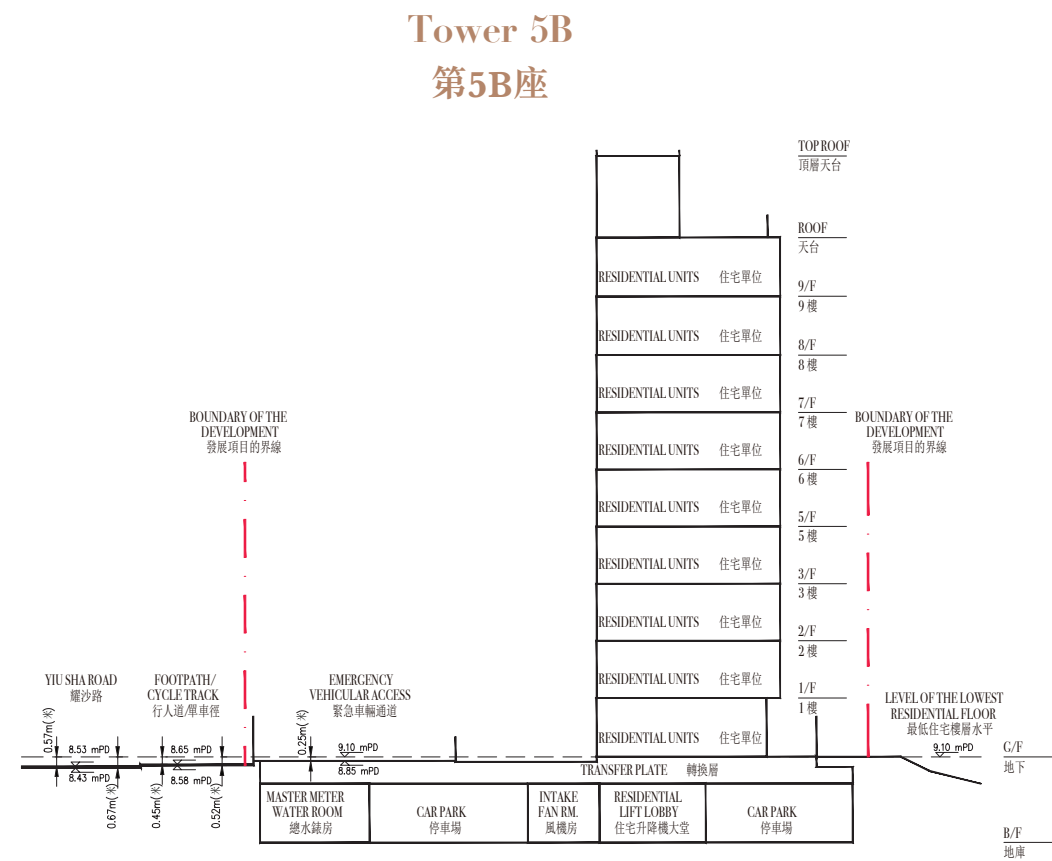 Tower 5B
第5B座
TOP ROOF
頂層天台
ROOF
天台
RESIDENTIAL UNITS 住宅單位
9/F
9 樓
RESIDENTIAL UNITS 住宅單位
8/F
8 樓
RESIDENTIAL UNITS 住宅單位
7/F
7 樓
BOUNDARY OF THE
DEVELOPMENT
發展項目的界線
BOUNDARY OF THE
DEVELOPMENT
發展項目的界線
RESIDENTIAL UNITS 住宅單位
6/F
6 樓
RESIDENTIAL UNITS 住宅單位
5/F
5 樓
RESIDENTIAL UNITS 住宅單位
3/F
3 樓
RESIDENTIAL UNITS 住宅單位
2/F
2 樓
RESIDENTIAL UNITS 住宅單位
1/F
1 樓
YIU SHA ROAD
耀沙路
FOOTPATH/
CYCLE TRACK
行人道/單車徑
EMERGENCY
VEHICULAR ACCESS
緊急車輛通道
LEVEL OF THE LOWEST
RESIDENTIAL FLOOR
最低住宅樓層水平
RESIDENTIAL UNITS 住宅單位
0.57m(米)
8.53 mPD
8.65 mPD
0.25m(米)
9.10 mPD
9.10 mPD
G/F
地下
8.43 mPD
8.58 mPD
8.85 mPD
0.67m(米)
0.45m(米)
0.52m(米)
TRANSFER PLATE 轉換層
MASTER METER
WATER ROOM
總水錶房
CAR PARK
停車場
INTAKE
FAN RM.
風機房
RESIDENTIAL
LIFT LOBBY
住宅升降機大堂
CAR PARK
停車場
B/F
地庫